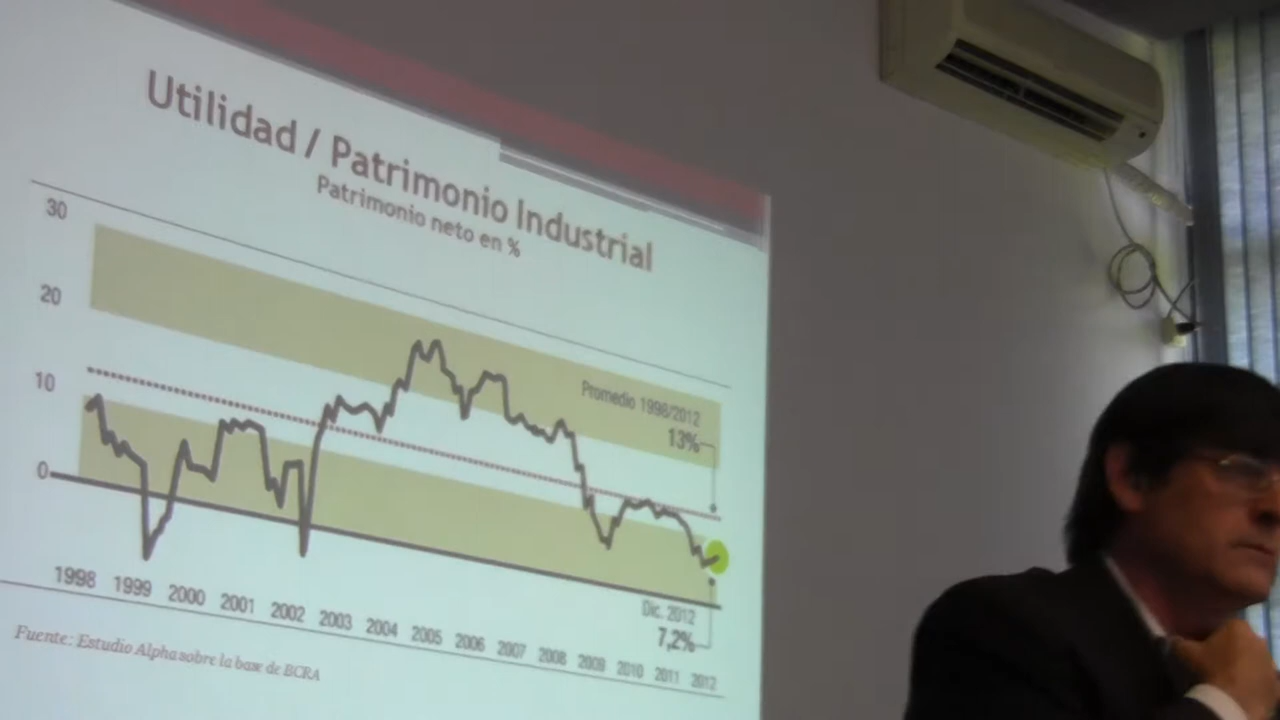 Utilidad / Patrimonio Industrial
Patrimonio neto en %
30
20
10
0
Promedio 1998/2012
13%
Dic. 2012
7,2%
1998 1999 2000 2001 2002 2003 2004 2005 2006 2007 2008 2009 2010 2011 2012
Fuente: Estudio Alpha sobre la base de BCRA